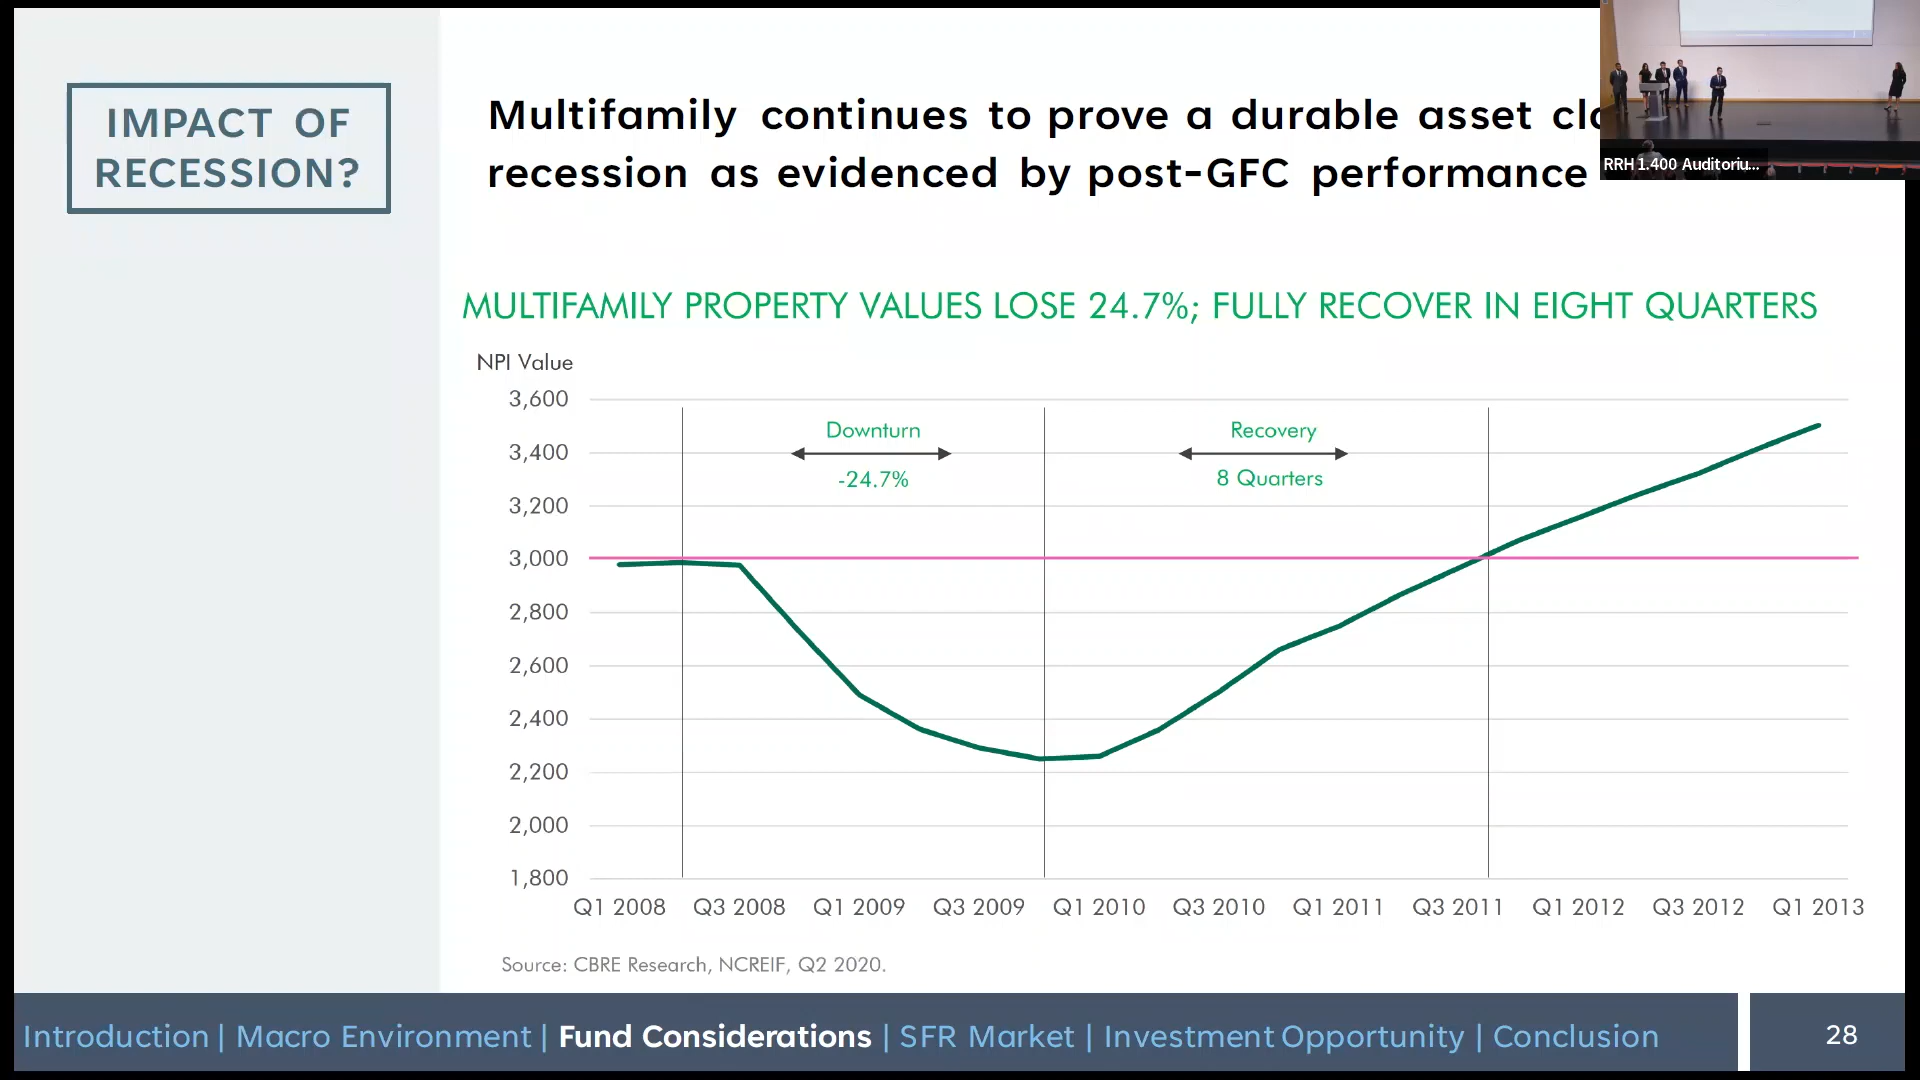 IMPACT OF
RECESSION?
Multifamily continues to prove a durable asset
recession as evidenced by post-GFC performance
RRH 1.400 Auditoriu...
MULTIFAMILY PROPERTY VALUES LOSE 24.7%; FULLY RECOVER IN EIGHT QUARTERS
NPI Value
3,600
3,400
3,200
3,000
2,800
2,600
2,400
2,200
2,000
1,800
Downturn
-24.7%
Recovery
8 Quarters
Q1 2008 Q3 2008 Q1 2009 Q3 2009 Q1 2010 Q3 2010 Q1 2011 Q3 2011 Q1 2012 Q3 2012 Q1 2013
Source: CBRE Research, NCREIF, Q2 2020.
Introduction | Macro Environment | Fund Considerations | SFR Market | Investment Opportunity | Conclusion
28